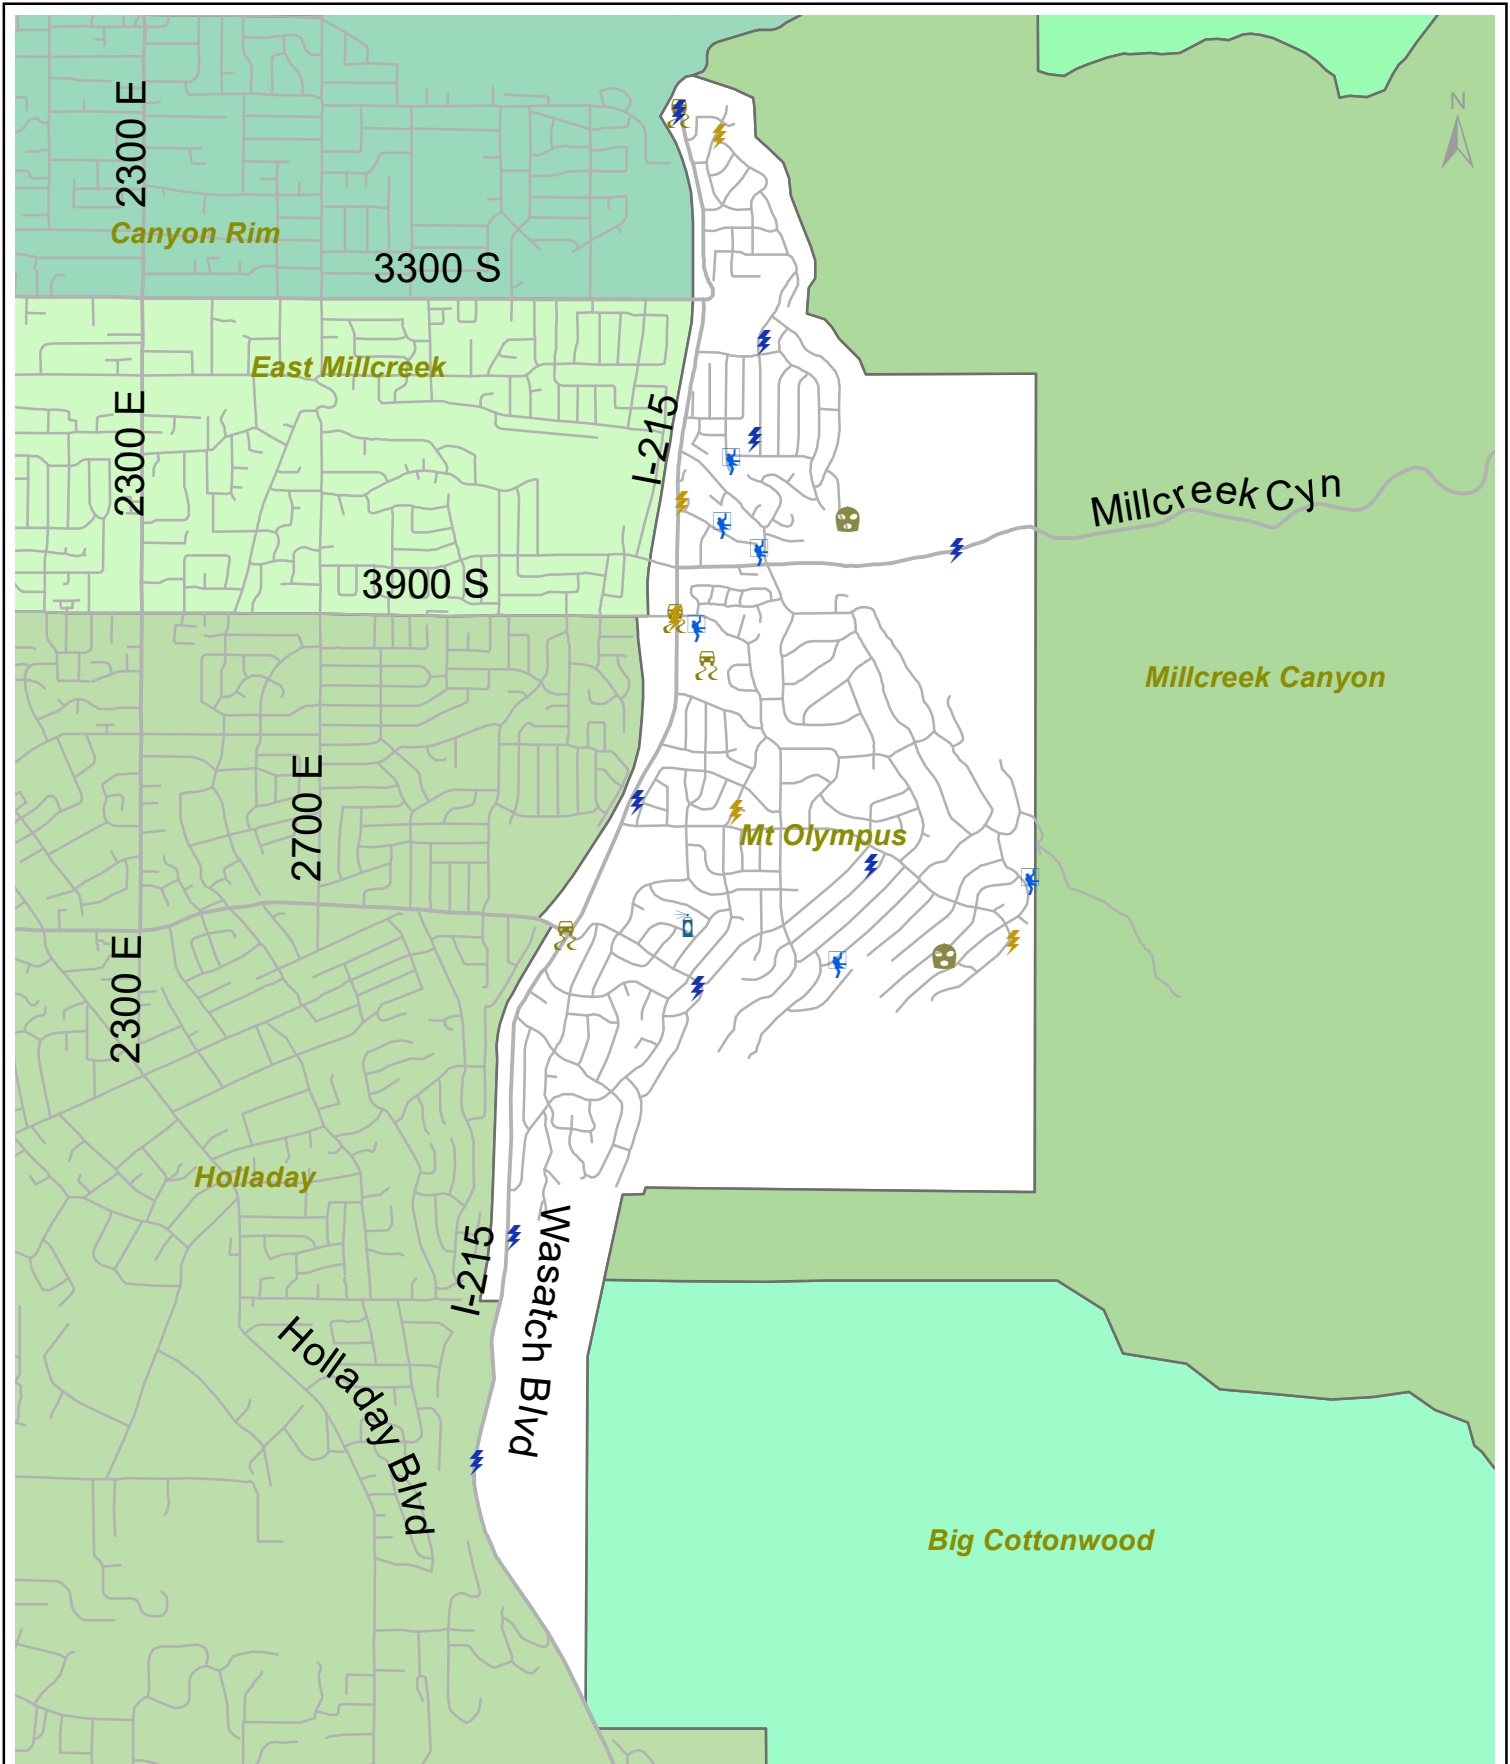 N
2300 E
Canyon Rim
3300 S
East Millcreek
2300 E
I-215
Millcreek Cyn
3900 S
Millcreek Canyon
2700 E
Mt Olympus
2300 E
Holladay
I-215
Wasatch Blvd
Holladay Blvd
Big Cottonwood